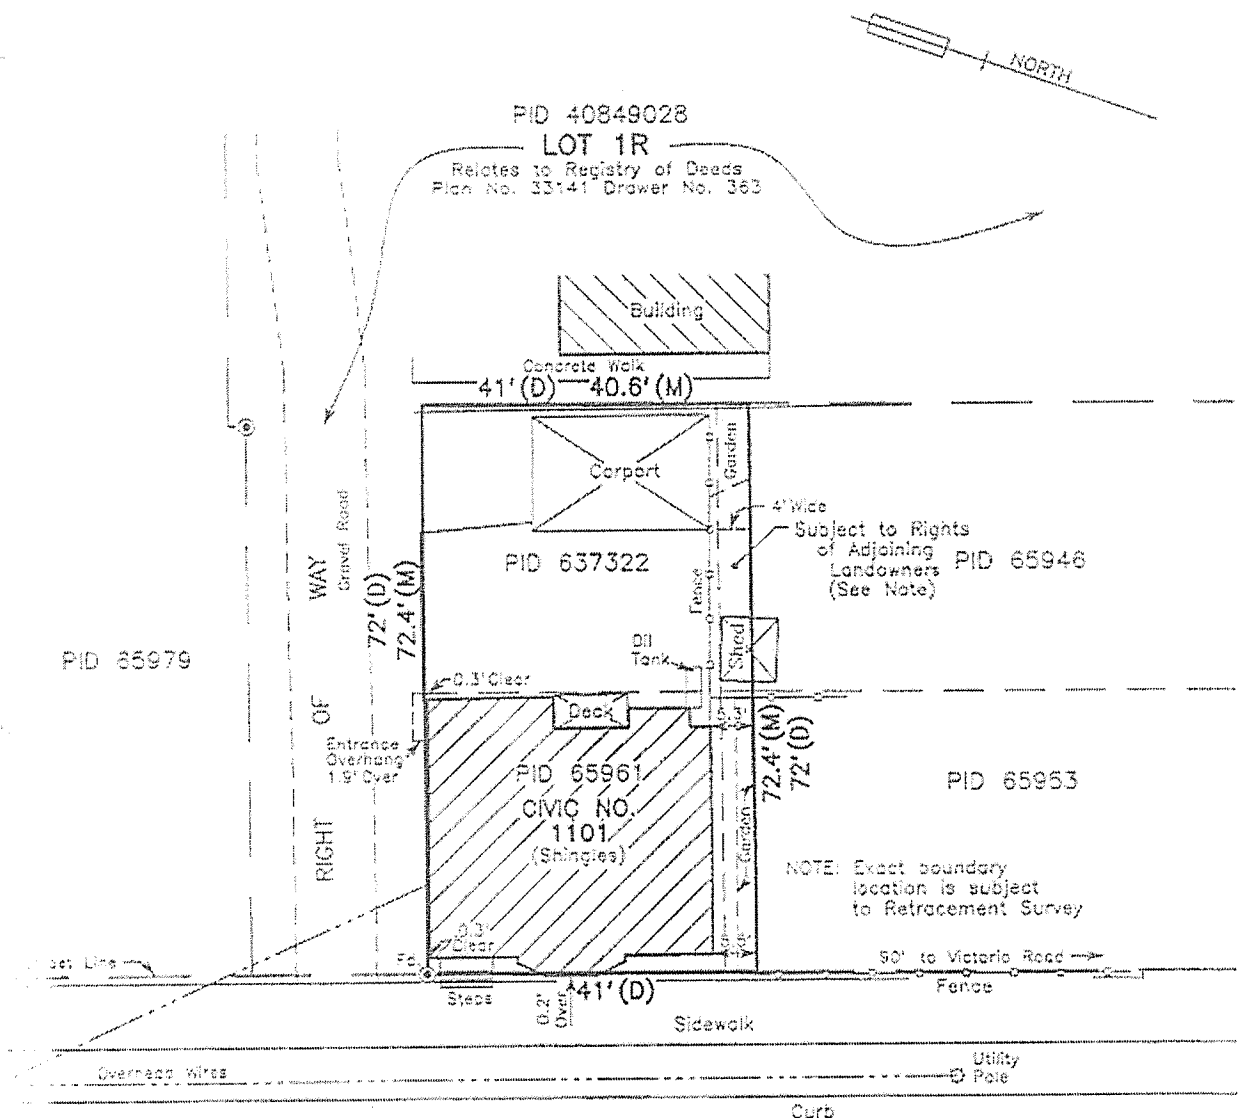 NORTH
PID 40849028
LOT 1R
Relates to Registry of Deeds
Plan No. 33141 Drawer No. 363
Building
Concrete Walk
41'(D) 40.6'(M)
Carport
Garden
4' Wide
Subject to Rights
of Adjoining
Landowners
(See Note)
PID 65946
PID 637322
Fence
RIGHT OF WAY
Gravel Road
72'(D)
72.4'(M)
PID 65979
Oil
Tank
Shed
0.3' Clear
Deck
Entrance
Overhang
1.9' Over
72.4'(M)
72'(D)
PID 65961
CIVIC NO.
1101
(Shingles)
PID 65953
Garden
NOTE: Exact boundary
location is subject
to Retracement Survey
0.3'
Clear
Fd.
Line
90' to Victoria Road
Fence
Steps
0.2'
Over
41'(D)
Sidewalk
Overhead Wires
Utility
Pole
Curb